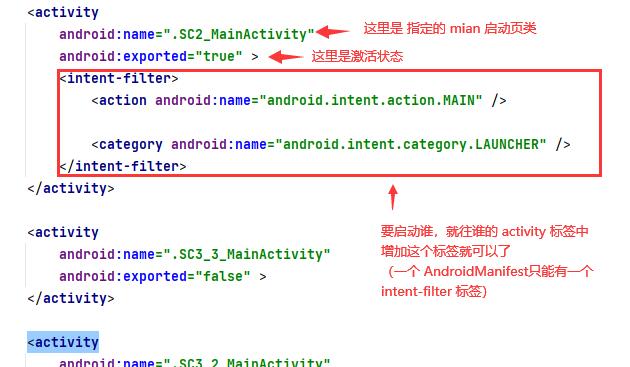 <activity
android:name=".SC2_MainActivity"
这里是 指定的 mian 启动页类
android:exported="true" >
这里是激活状态
<intent-filter>
<action android:name="android.intent.action.MAIN" />
<category android:name="android.intent.category.LAUNCHER" />
</intent-filter>
</activity>
要启动谁，就往谁的 activity 标签中
增加这个标签就可以了
（一个 AndroidManifest只能有一个
intent-filter 标签）
<activity
android:name=".SC3_3_MainActivity"
android:exported="false" >
</activity>
<activity
android:name=".SC3_2_MainActivity"